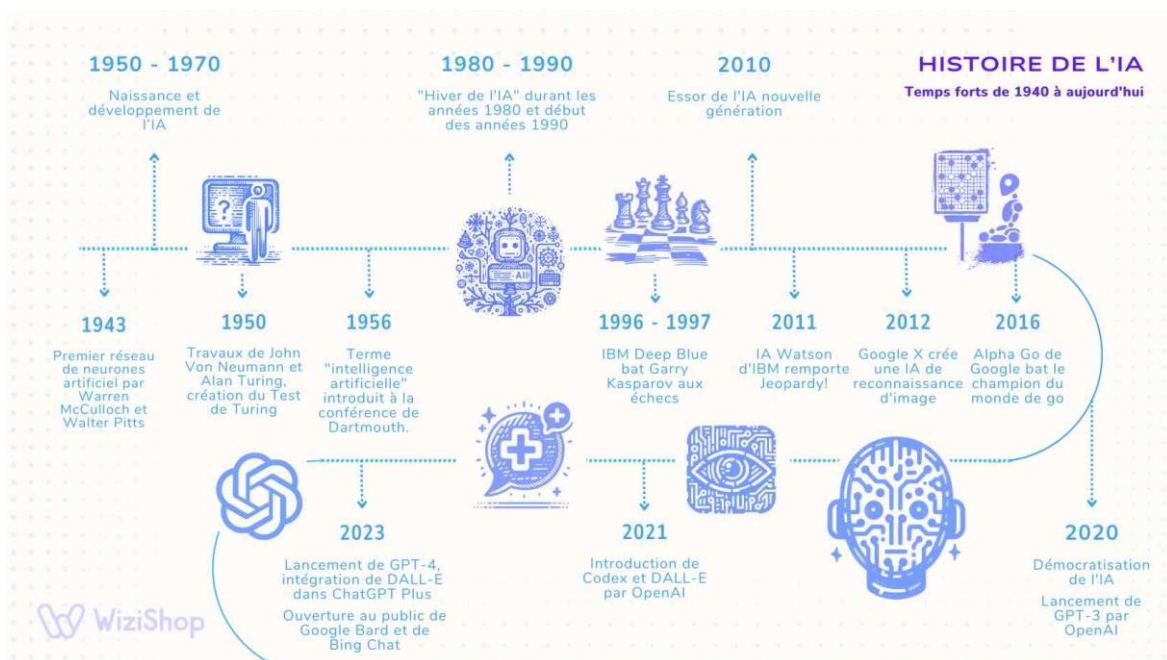 HISTOIRE DE L'IA
Temps forts de 1940 à aujourd'hui
1950 - 1970
Naissance et
développement de
l'IA
1980 - 1990
"Hiver de l'IA" durant les
années 1980 et début
des années 1990
2010
Essor de l'IA nouvelle
génération
?
AI
1943
Premier réseau
de neurones
artificiel par
Warren
McCulloch et
Walter Pitts
1950
Travaux de John
Von Neumann et
Alan Turing,
création du Test
de Turing
1956
Terme
"intelligence
artificielle"
introduit à la
conférence de
Dartmouth.
1996 - 1997
IBM Deep Blue
bat Garry
Kasparov aux
échecs
2011
IA Watson
d'IBM remporte
Jeopardy!
2012
Google X crée
une IA de
reconnaissance
d'image
2016
Alpha Go de
Google bat le
champion du
monde de go
2020
Démocratisation
de l'IA
Lancement de
GPT-3 par
OpenAI
2021
Introduction de
Codex et DALL-E
par OpenAI
2023
Lancement de GPT-4,
intégration de DALL-E
dans ChatGPT Plus
Ouverture au public de
Google Bard et de
Bing Chat
WiziShop